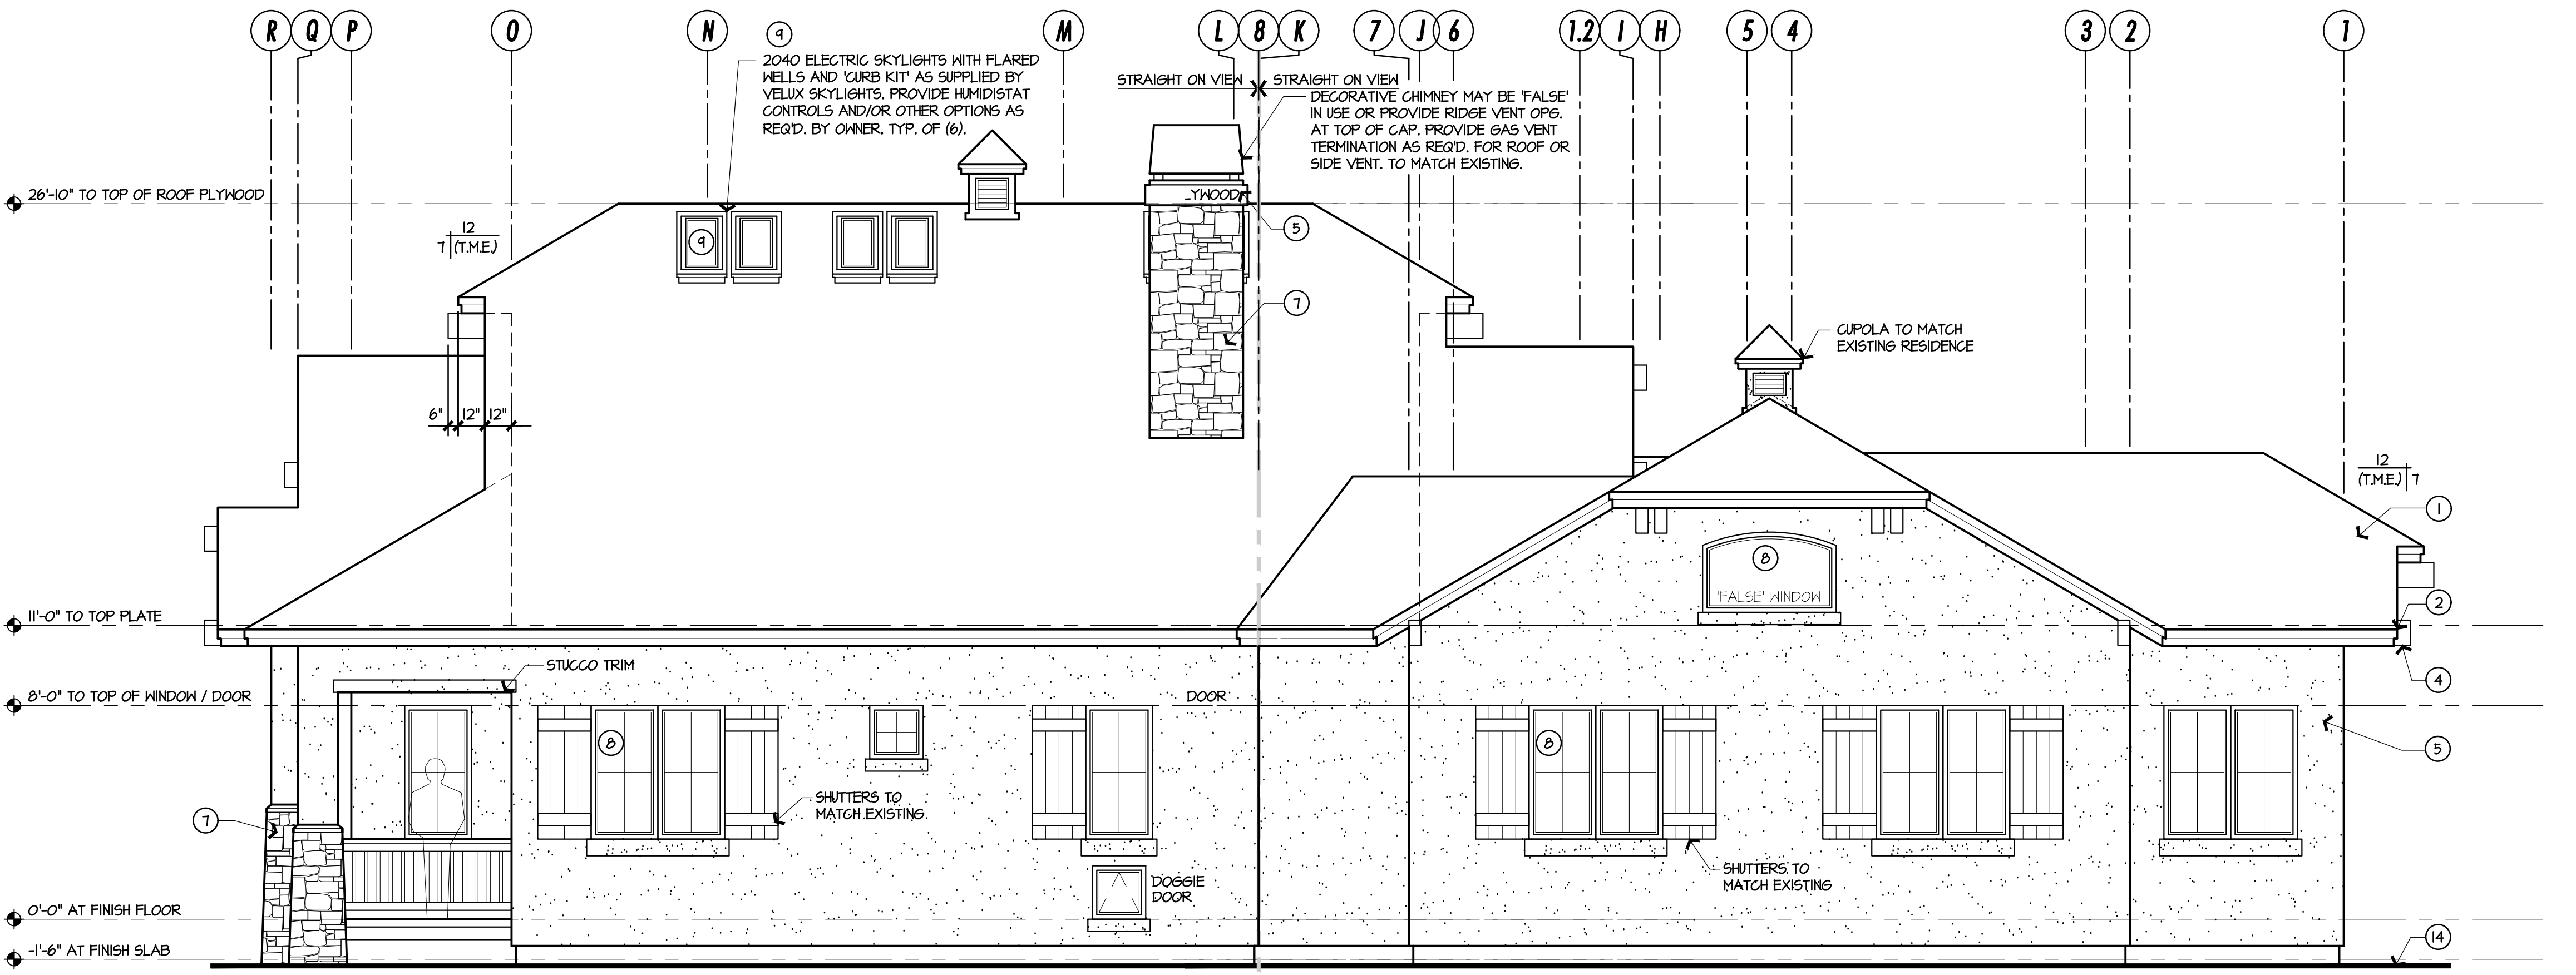 R Q P O N M L 8 K 7 J 6 1.2 I H 5 4 3 2 1
9
2040 ELECTRIC SKYLIGHTS WITH FLARED
WELLS AND 'CURB KIT' AS SUPPLIED BY
VELUX SKYLIGHTS. PROVIDE HUMIDISTAT
CONTROLS AND/OR OTHER OPTIONS AS
REQ'D. BY OWNER. TYP. OF (6).
STRAIGHT ON VIEW
STRAIGHT ON VIEW
DECORATIVE CHIMNEY MAY BE 'FALSE'
IN USE OR PROVIDE RIDGE VENT OPG.
AT TOP OF CAP. PROVIDE GAS VENT
TERMINATION AS REQ'D. FOR ROOF OR
SIDE VENT. TO MATCH EXISTING.
26'-10" TO TOP OF ROOF PLYWOOD
YWOOD
5
12
7 (T.M.E.)
9
7
CUPOLA TO MATCH
EXISTING RESIDENCE
6" 12" 12"
12
(T.M.E.) 7
1
8
'FALSE' WINDOW
2
11'-0" TO TOP PLATE
STUCCO TRIM
4
8'-0" TO TOP OF WINDOW / DOOR
DOOR
8
8
5
7
SHUTTERS TO
MATCH EXISTING.
SHUTTERS TO
MATCH EXISTING
DOGGIE
DOOR
0'-0" AT FINISH FLOOR
14
-1'-6" AT FINISH SLAB